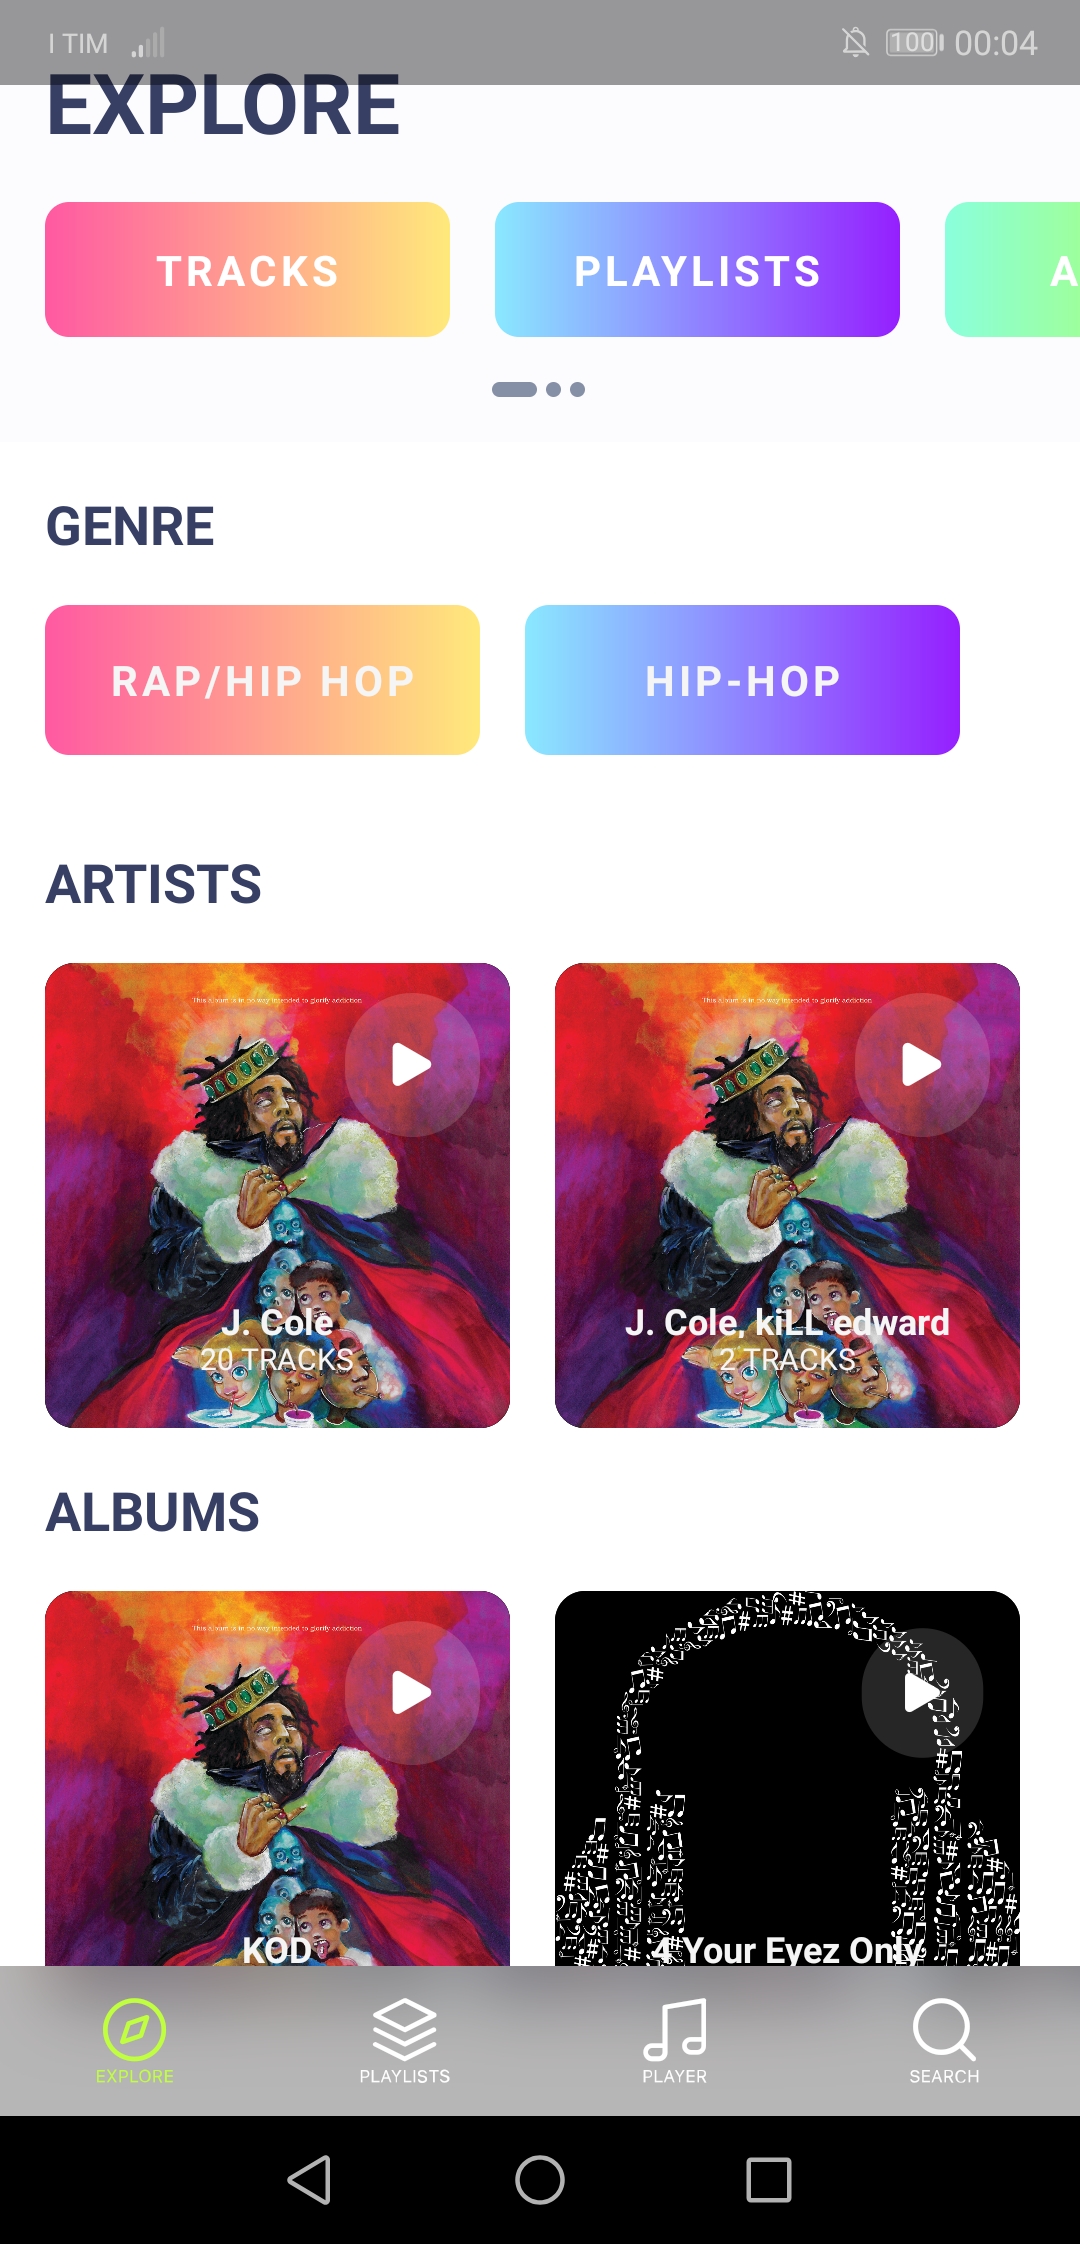 I TIM 100 00:04
EXPLORE
TRACKS PLAYLISTS A
GENRE
RAP/HIP HOP HIP-HOP
ARTISTS
This album is in no way intended to glorify addiction This album is in no way intended to glorify addiction
J. Cole J. Cole, kiLL edward
20 TRACKS 2 TRACKS
ALBUMS
This album is in no way intended to glorify addiction
KOD 4 Your Eyez Only
EXPLORE PLAYLISTS PLAYER SEARCH